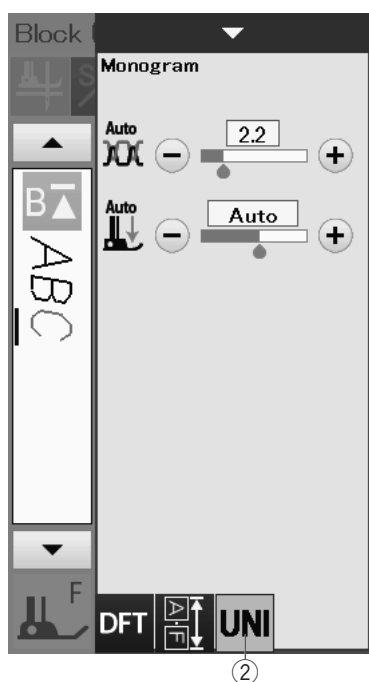 Block
Monogram
Auto
2.2
Auto
Auto
B
ABC
F
DFT
A-F
UNI
2